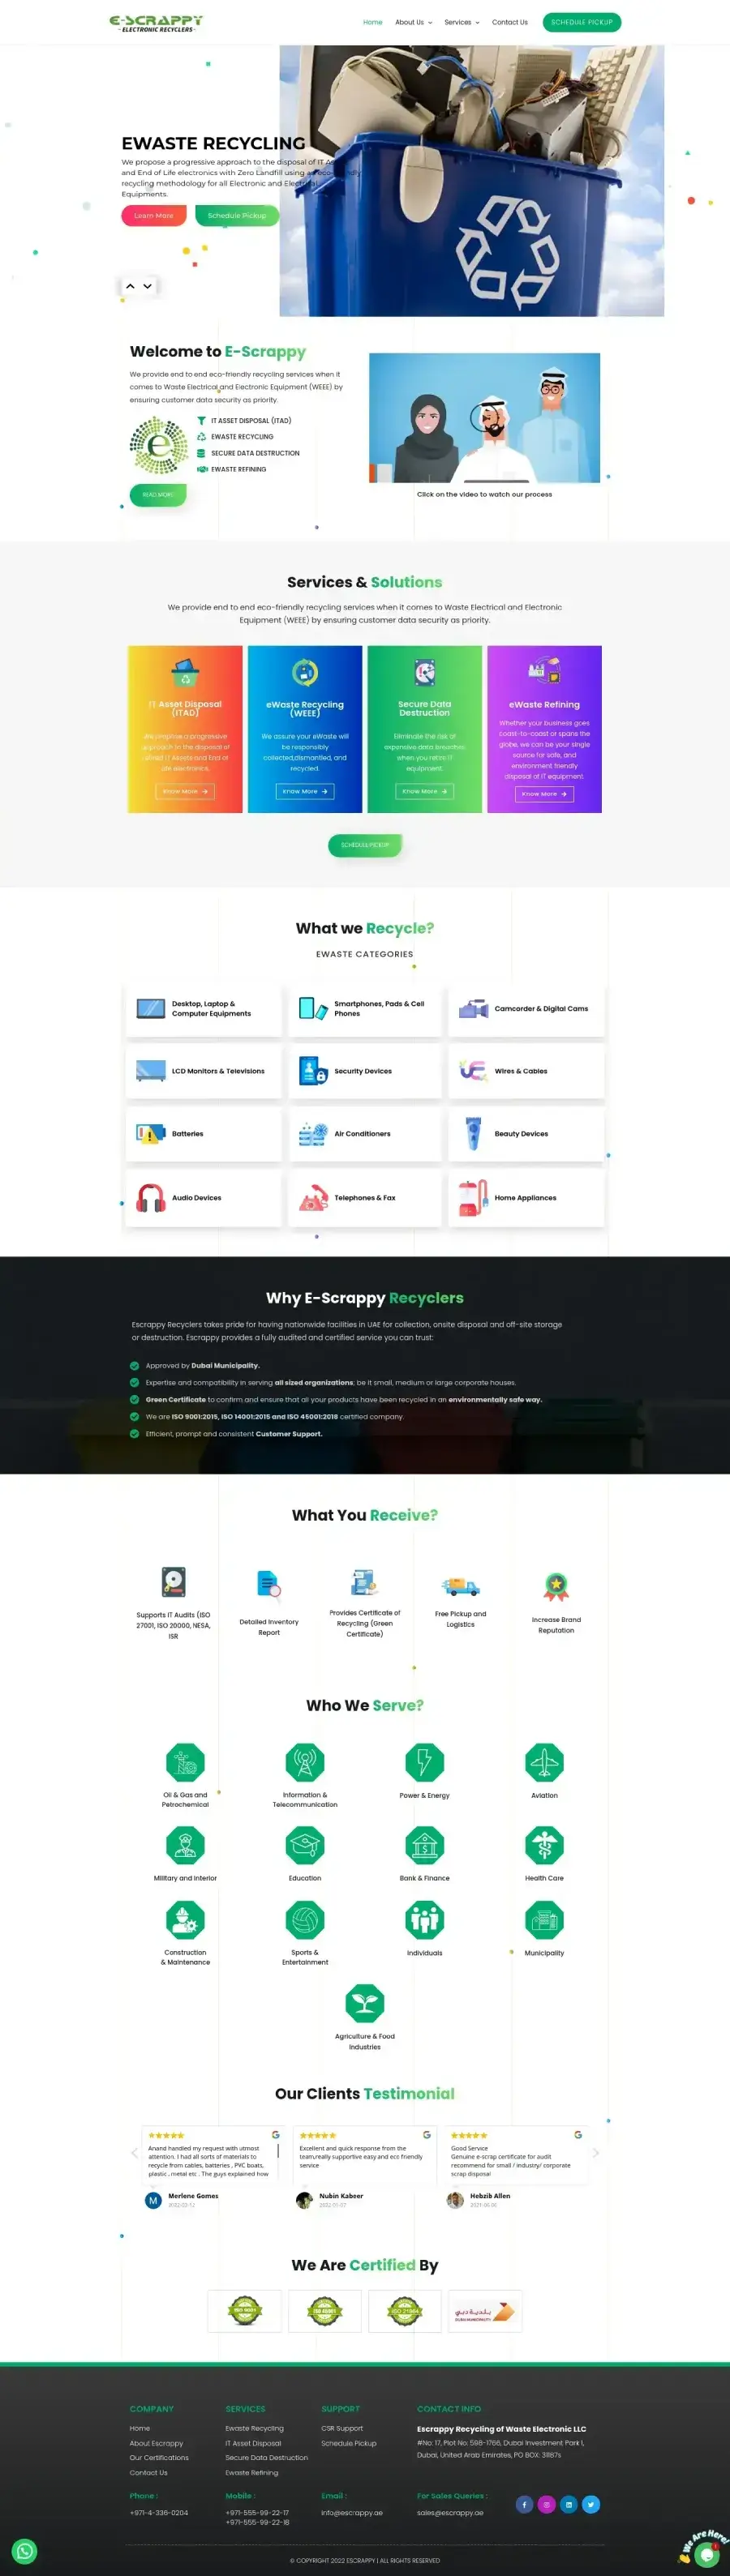 E-SCRAPPY
- ELECTRONIC RECYCLERS -
Home
About Us
Services
Contact Us
SCHEDULE PICKUP
EWASTE RECYCLING
We propose a progressive approach to the disposal of IT
and End of Life electronics with Zero Landfill using an eco-friendly
recycling methodology for all Electronic and Electrical
Equipments.
Learn More
Schedule Pickup
Welcome to E-Scrappy
We provide end to end eco-friendly recycling services when it
comes to Waste Electrical and Electronic Equipment (WEEE) by
ensuring customer data security as priority.
IT ASSET DISPOSAL (ITAD)
EWASTE RECYCLING
SECURE DATA DESTRUCTION
EWASTE REFINING
READ MORE
Click on the video to watch our process
Services & Solutions
We provide end to end eco-friendly recycling services when it comes to Waste Electrical and Electronic
Equipment (WEEE) by ensuring customer data security as priority.
IT Asset Disposal
(ITAD)
We propose a progressive
approach to the disposal of
retired IT Assets and End of
Life electronics.
Know More
eWaste Recycling
(WEEE)
We assure your eWaste will
be responsibly
collected,dismantled, and
recycled.
Know More
Secure Data
Destruction
Eliminate the risk of
expensive data breaches
when you retire IT
equipment.
Know More
eWaste Refining
Whether your business goes
coast-to-coast or spans the
globe, we can be your single
source for safe, and
environment friendly
disposal of IT equipment
Know More
SCHEDULE PICKUP
What we Recycle?
EWASTE CATEGORIES
Desktop, Laptop &
Computer Equipments
Smartphones, Pads & Cell
Phones
Camcorder & Digital Cams
LCD Monitors & Televisions
Security Devices
Wires & Cables
Batteries
Air Conditioners
Beauty Devices
Audio Devices
Telephones & Fax
Home Appliances
Why E-Scrappy Recyclers
Escrappy Recyclers takes pride for having nationwide facilities in UAE for collection, onsite disposal and off-site storage
or destruction. Escrappy provides a fully audited and certified service you can trust:
Approved by Dubai Municipality.
Expertise and compatibility in serving all sized organizations; be it small, medium or large corporate houses.
Green Certificate to confirm and ensure that all your products have been recycled in an environmentally safe way.
We are ISO 9001:2015, ISO 14001:2015 and ISO 45001:2018 certified company.
Efficient, prompt and consistent Customer Support.
What You Receive?
Supports IT Audits (ISO
27001, ISO 20000, NESA,
ISR
Detailed Inventory
Report
Provides Certificate of
Recycling (Green
Certificate)
Free Pickup and
Logistics
Increase Brand
Reputation
Who We Serve?
Oil & Gas and
Petrochemical
Information &
Telecommunication
Power & Energy
Aviation
Military and Interior
Education
Bank & Finance
Health Care
Construction
& Maintenance
Sports &
Entertainment
Individuals
Municipality
Agriculture & Food
Industries
Our Clients Testimonial
Anand handled my request with utmost
attention. I had all sorts of materials to
recycle from cables, batteries , PVC boats,
plastic , metal etc . The guys explained how
M
Merlene Gomes
2022-02-12
Excellent and quick response from the
team,really supportive easy and eco friendly
service
Nubin Kabeer
Good Service
Genuine e-scrap certificate for audit
recommend for small / industry/ corporate
scrap disposal
Hebzib Allen
We Are Certified By
ISO 9001
ISO 45001
ISO
بلدية دبي
DUBAI MUNICIPALITY
COMPANY
Home
About Escrappy
Our Certifications
Contact Us
SERVICES
Ewaste Recycling
IT Asset Disposal
Secure Data Destruction
Ewaste Refining
SUPPORT
CSR Support
Schedule Pickup
CONTACT INFO
Escrappy Recycling of Waste Electronic LLC
#No: 17, Plot No: 598-1766, Dubai Investment Park 1,
Dubai, United Arab Emirates, PO BOX:
Phone :
+971-4-336-0204
Mobile :
+971-555-99-22-17
+971-555-99-22-18
Email :
info@escrappy.ae
For Sales Queries :
sales@escrappy.ae
© COPYRIGHT 2022 ESCRAPPY | ALL RIGHTS RESERVED
We Are Here!
1